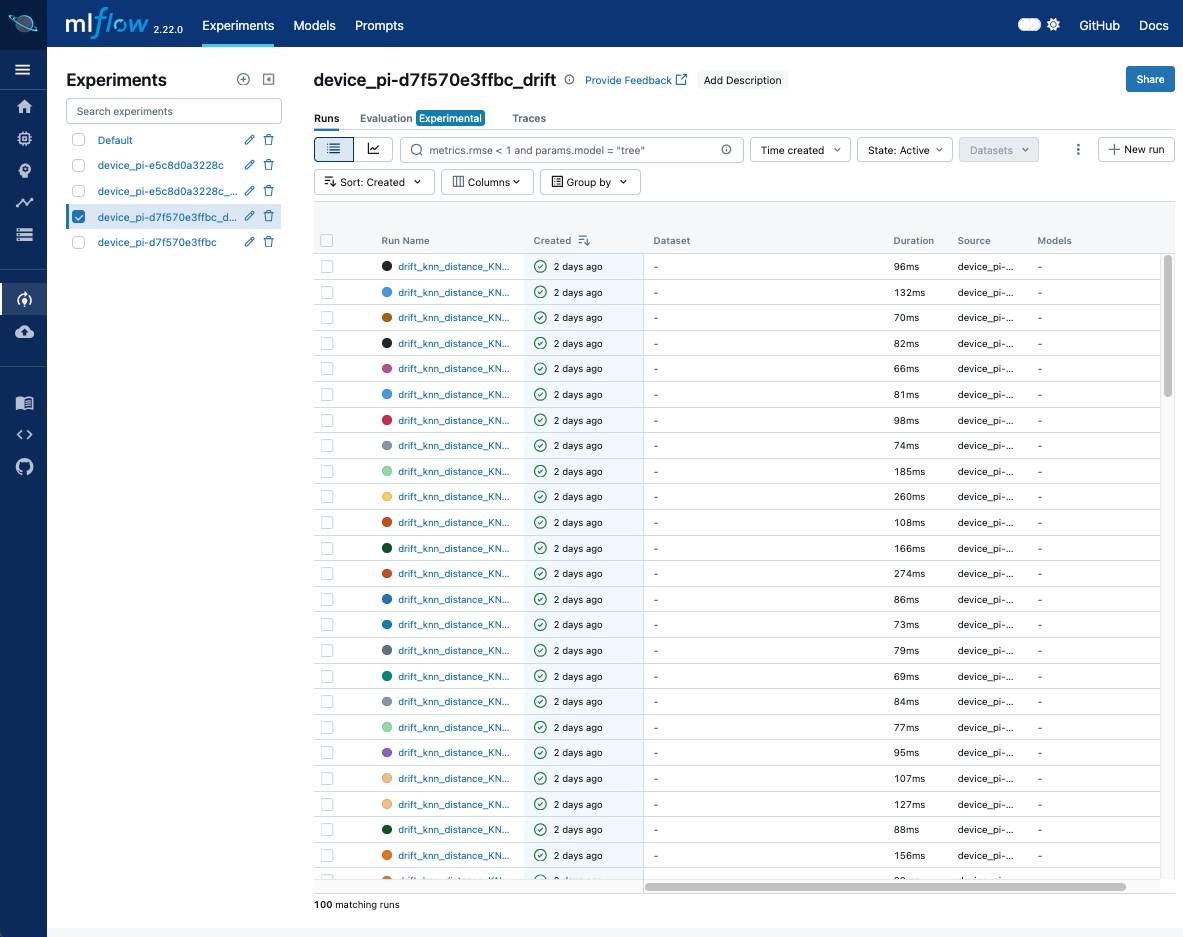 mlflow 2.22.0 Experiments Models Prompts GitHub Docs
Experiments
Search experiments
Default
device_pi-e5c8d0a3228c
device_pi-e5c8d0a3228c_...
device_pi-d7f570e3ffbc_d...
device_pi-d7f570e3ffbc
device_pi-d7f570e3ffbc_drift Provide Feedback Add Description Share
Runs Evaluation Experimental Traces
metrics.rmse < 1 and params.model = "tree" Time created State: Active Datasets New run
Sort: Created Columns Group by
Run Name Created Dataset Duration Source Models
drift_knn_distance_KN... 2 days ago - 96ms device_pi-... -
drift_knn_distance_KN... 2 days ago - 132ms device_pi-... -
drift_knn_distance_KN... 2 days ago - 70ms device_pi-... -
drift_knn_distance_KN... 2 days ago - 82ms device_pi-... -
drift_knn_distance_KN... 2 days ago - 66ms device_pi-... -
drift_knn_distance_KN... 2 days ago - 81ms device_pi-... -
drift_knn_distance_KN... 2 days ago - 98ms device_pi-... -
drift_knn_distance_KN... 2 days ago - 74ms device_pi-... -
drift_knn_distance_KN... 2 days ago - 185ms device_pi-... -
drift_knn_distance_KN... 2 days ago - 260ms device_pi-... -
drift_knn_distance_KN... 2 days ago - 108ms device_pi-... -
drift_knn_distance_KN... 2 days ago - 166ms device_pi-... -
drift_knn_distance_KN... 2 days ago - 274ms device_pi-... -
drift_knn_distance_KN... 2 days ago - 86ms device_pi-... -
drift_knn_distance_KN... 2 days ago - 73ms device_pi-... -
drift_knn_distance_KN... 2 days ago - 79ms device_pi-... -
drift_knn_distance_KN... 2 days ago - 69ms device_pi-... -
drift_knn_distance_KN... 2 days ago - 84ms device_pi-... -
drift_knn_distance_KN... 2 days ago - 77ms device_pi-... -
drift_knn_distance_KN... 2 days ago - 95ms device_pi-... -
drift_knn_distance_KN... 2 days ago - 107ms device_pi-... -
drift_knn_distance_KN... 2 days ago - 127ms device_pi-... -
drift_knn_distance_KN... 2 days ago - 88ms device_pi-... -
drift_knn_distance_KN... 2 days ago - 156ms device_pi-... -
100 matching runs